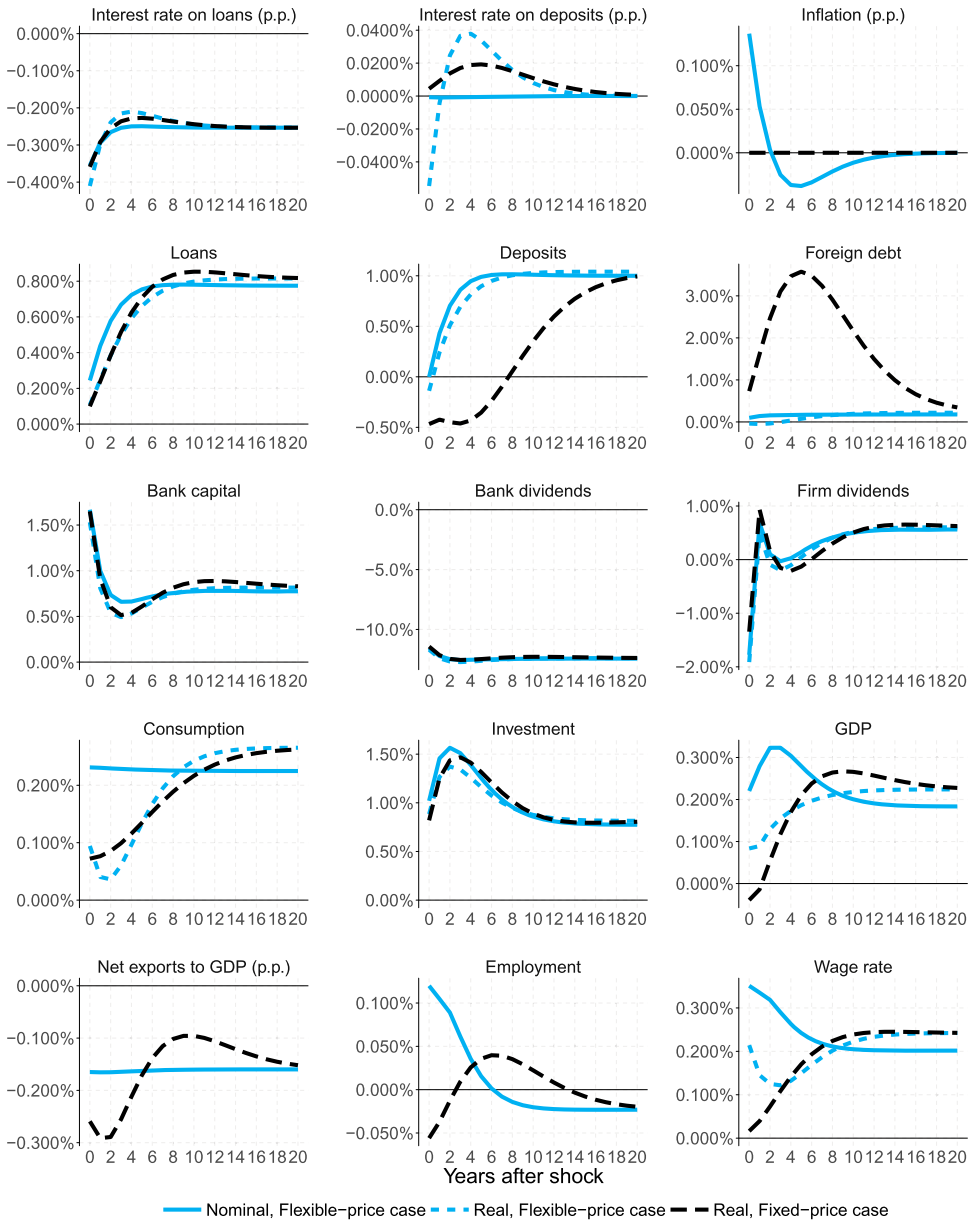 Interest rate on loans (p.p.)
0.000%
−0.100%
−0.200%
−0.300%
−0.400%
0 2 4 6 8 10 12 14 16 18 20
Interest rate on deposits (p.p.)
0.0400%
0.0200%
0.0000%
−0.0200%
−0.0400%
0 2 4 6 8 10 12 14 16 18 20
Inflation (p.p.)
0.100%
0.050%
0.000%
0 2 4 6 8 10 12 14 16 18 20
Loans
0.800%
0.600%
0.400%
0.200%
0.000%
0 2 4 6 8 10 12 14 16 18 20
Deposits
1.00%
0.50%
0.00%
−0.50%
0 2 4 6 8 10 12 14 16 18 20
Foreign debt
3.00%
2.00%
1.00%
0.00%
0 2 4 6 8 10 12 14 16 18 20
Bank capital
1.50%
1.00%
0.50%
0.00%
0 2 4 6 8 10 12 14 16 18 20
Bank dividends
0.0%
−5.0%
−10.0%
0 2 4 6 8 10 12 14 16 18 20
Firm dividends
1.00%
0.00%
−1.00%
−2.00%
0 2 4 6 8 10 12 14 16 18 20
Consumption
0.200%
0.100%
0.000%
0 2 4 6 8 10 12 14 16 18 20
Investment
1.50%
1.00%
0.50%
0.00%
0 2 4 6 8 10 12 14 16 18 20
GDP
0.300%
0.200%
0.100%
0.000%
0 2 4 6 8 10 12 14 16 18 20
Net exports to GDP (p.p.)
0.000%
−0.100%
−0.200%
−0.300%
0 2 4 6 8 10 12 14 16 18 20
Employment
0.100%
0.050%
0.000%
−0.050%
0 2 4 6 8 10 12 14 16 18 20
Wage rate
0.300%
0.200%
0.100%
0.000%
0 2 4 6 8 10 12 14 16 18 20
Years after shock
Nominal, Flexible−price case Real, Flexible−price case Real, Fixed−price case